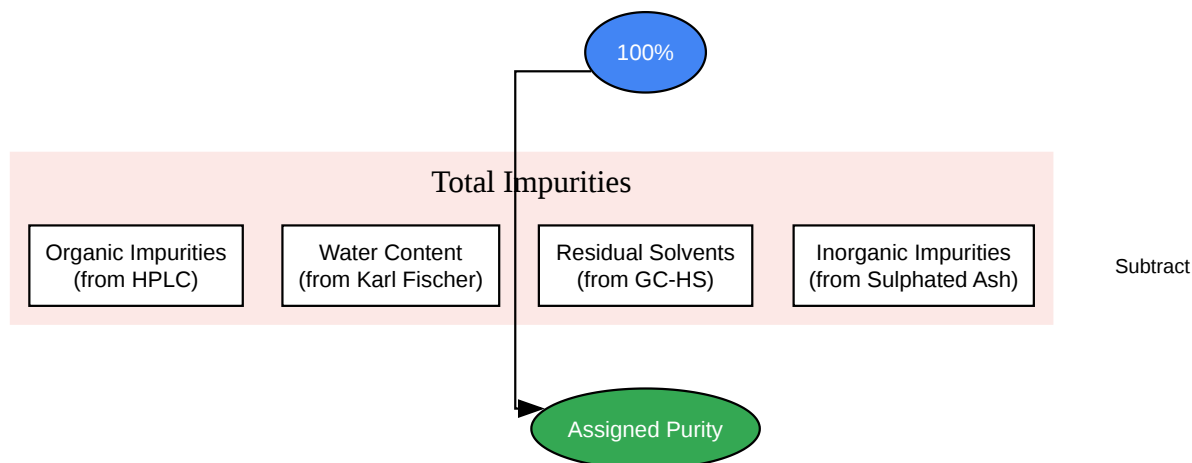 100%
Total Impurities
Organic Impurities
(from HPLC)
Water Content
(from Karl Fischer)
Residual Solvents
(from GC-HS)
Inorganic Impurities
(from Sulphated Ash)
Subtract
Assigned Purity